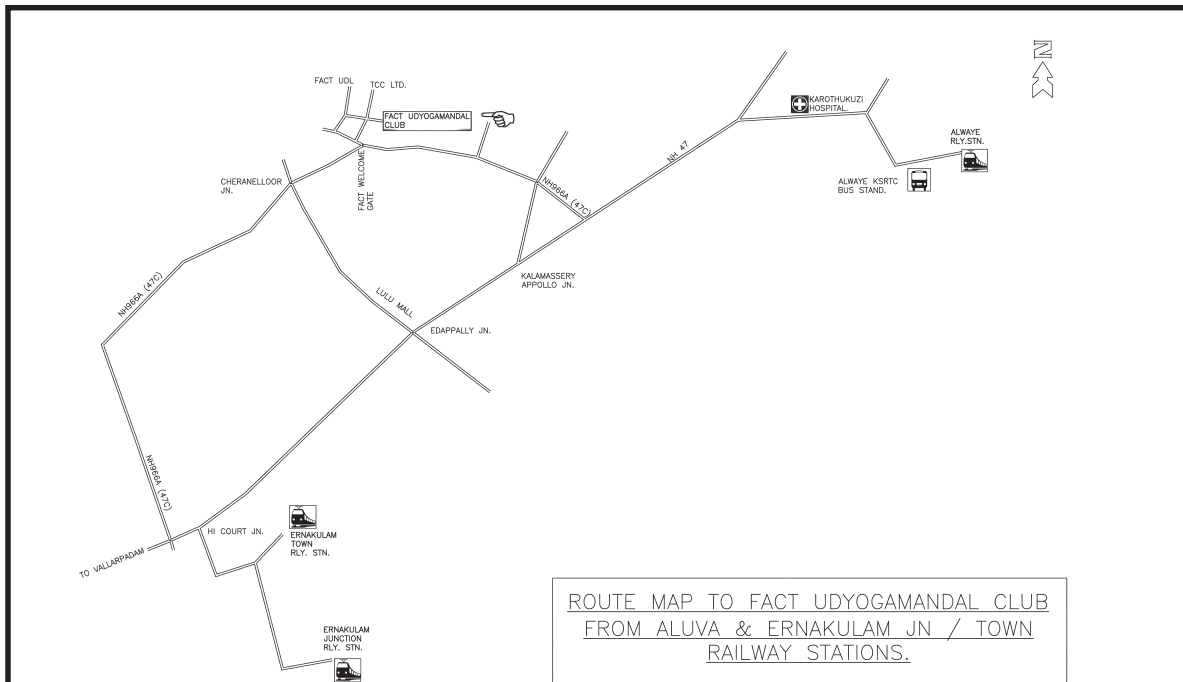 FACT UDL
TCC LTD.
FACT UDYOGAMANDAL
CLUB
N
KAROTHUKUZI
HOSPITAL.
ALWAYE
RLY.STN.
ALWAYE KSRTC
BUS STAND.
NH 47
CHERANELLOOR
JN.
FACT WELCOME
GATE
NH966A (47C)
KALAMASSERY
APPOLLO JN.
NH966A (47C)
LULU MALL
EDAPPALLY JN.
NH966A (47C)
HI COURT JN.
TO VALLARPADAM
ERNAKULAM
TOWN
RLY. STN.
ERNAKULAM
JUNCTION
RLY. STN.
ROUTE MAP TO FACT UDYOGAMANDAL CLUB
FROM ALUVA & ERNAKULAM JN / TOWN
RAILWAY STATIONS.